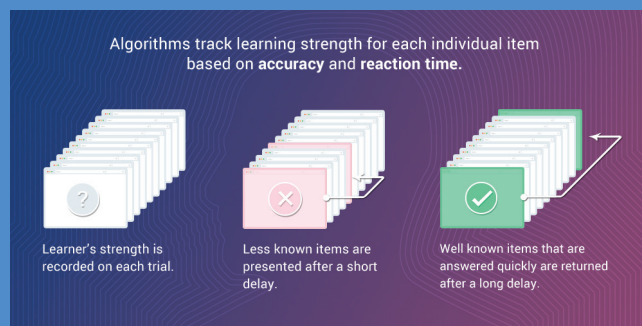 Algorithms track learning strength for each individual item
based on accuracy and reaction time.
?
Learner's strength is
recorded on each trial.
Less known items are
presented after a short
delay.
Well known items that are
answered quickly are returned
after a long delay.